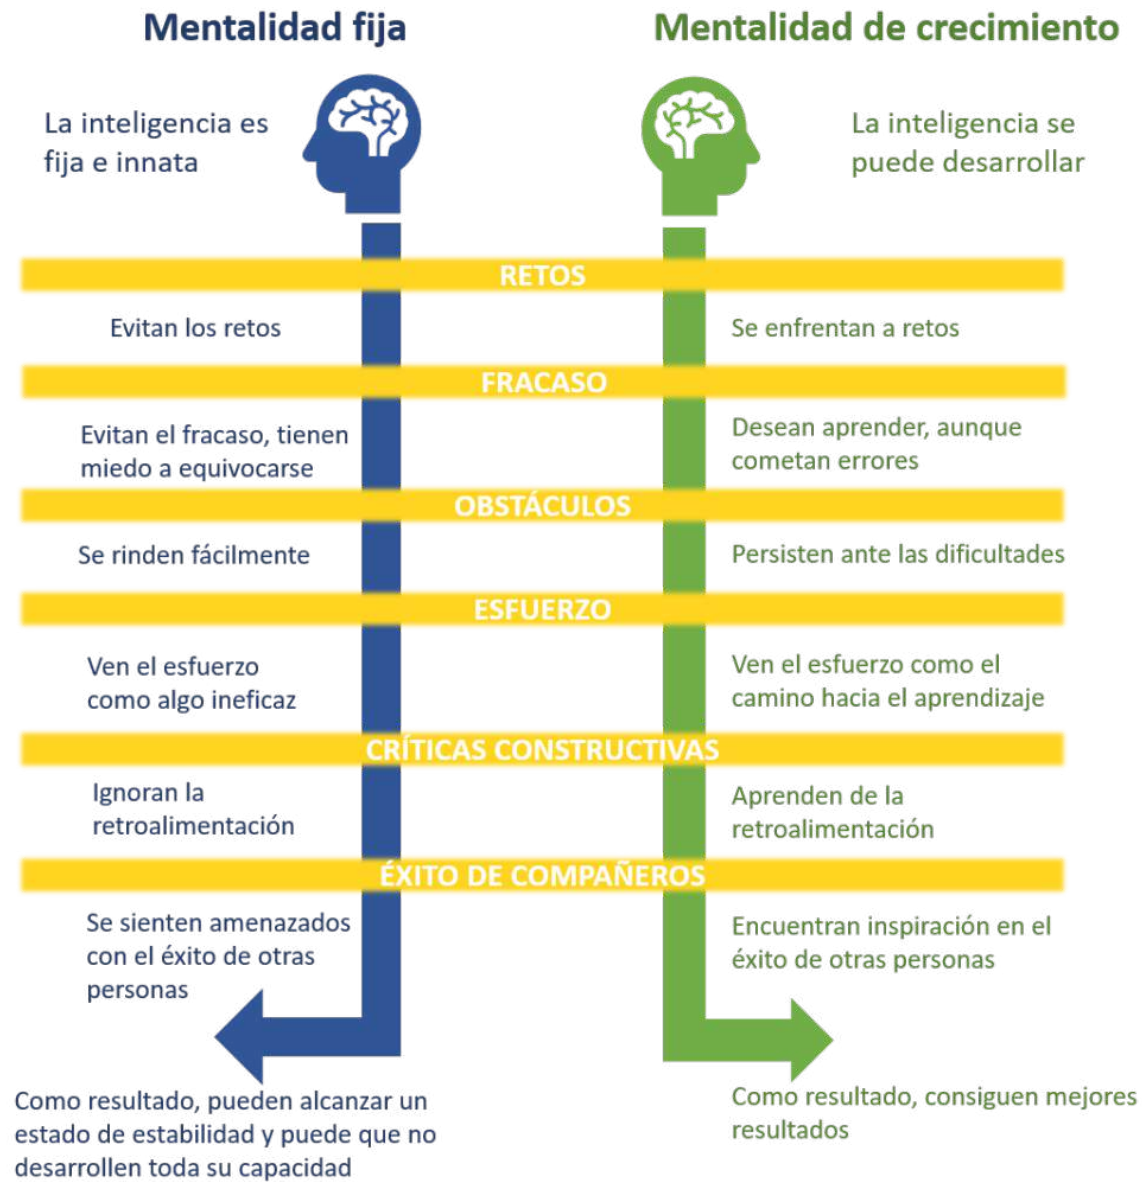 Mentalidad fija
Mentalidad de crecimiento
La inteligencia es
fija e innata
La inteligencia se
puede desarrollar
RETOS
Evitan los retos
Se enfrentan a retos
FRACASO
Evitan el fracaso, tienen
miedo a equivocarse
Desean aprender, aunque
cometan errores
OBSTÁCULOS
Se rinden fácilmente
Persisten ante las dificultades
ESFUERZO
Ven el esfuerzo
como algo ineficaz
Ven el esfuerzo como el
camino hacia el aprendizaje
CRÍTICAS CONSTRUCTIVAS
Ignoran la
retroalimentación
Aprenden de la
retroalimentación
ÉXITO DE COMPAÑEROS
Se sienten amenazados
con el éxito de otras
personas
Encuentran inspiración en el
éxito de otras personas
Como resultado, pueden alcanzar un
estado de estabilidad y puede que no
desarrollen toda su capacidad
Como resultado, consiguen mejores
resultados